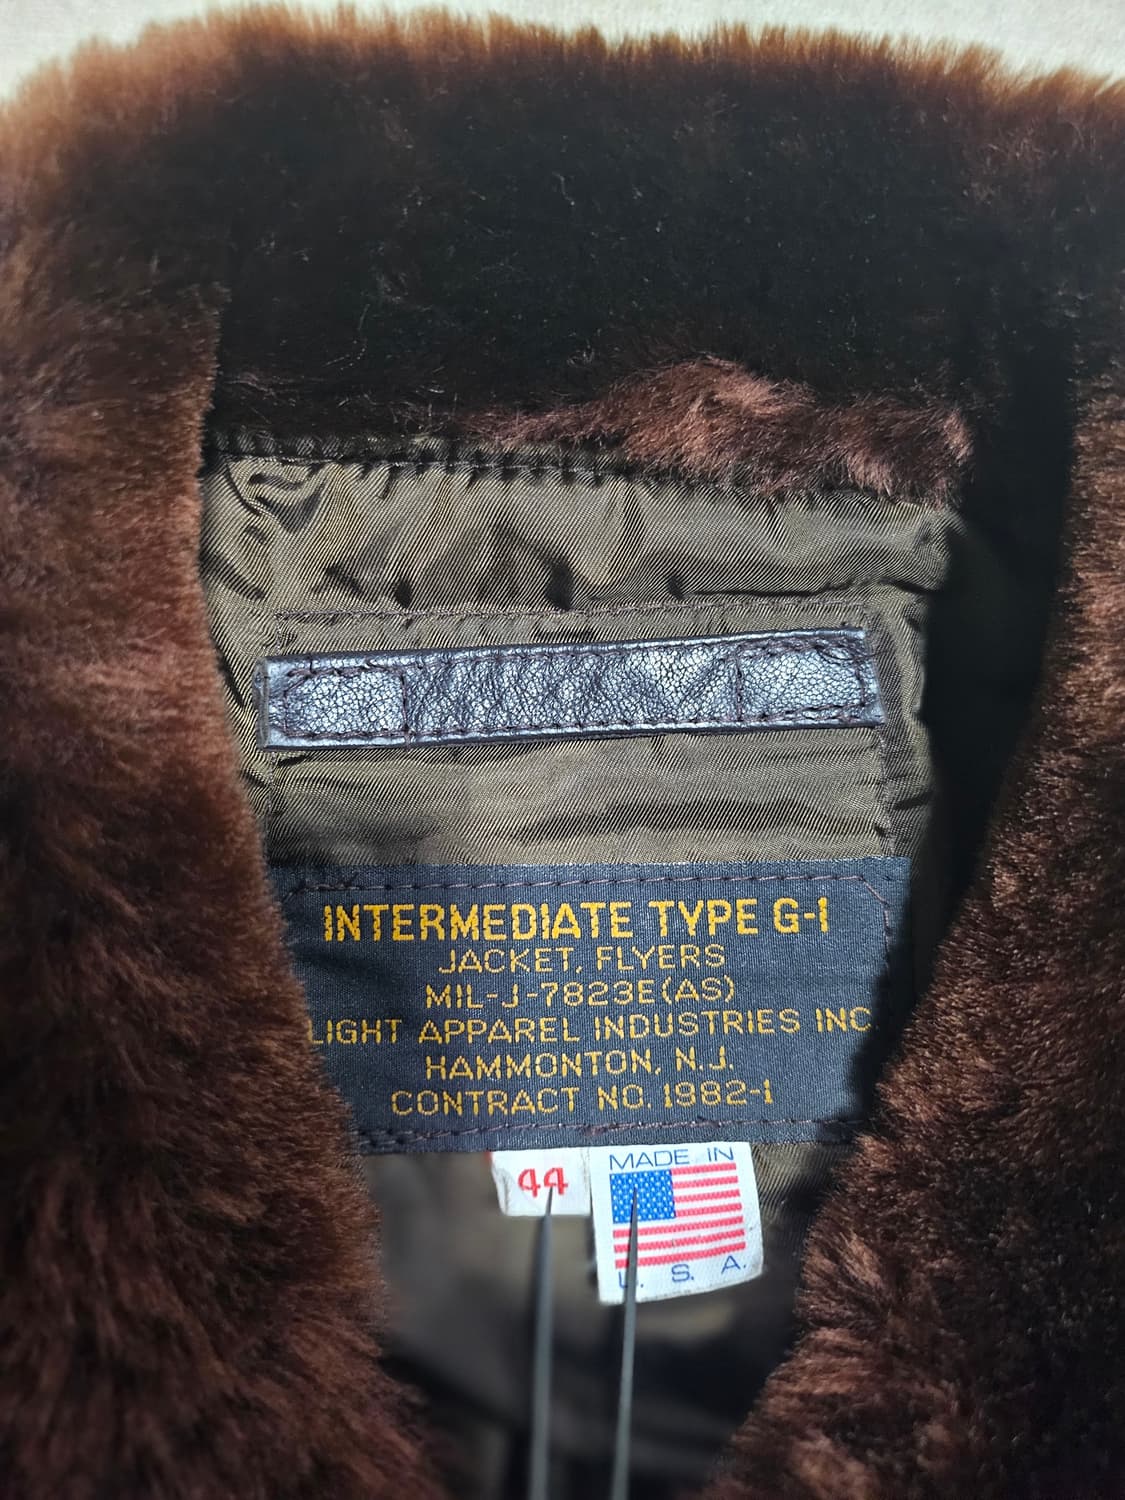 INTERMEDIATE TYPE G-1
JACKET, FLYERS
MIL-J-7823E(AS)
LIGHT APPAREL INDUSTRIES INC
HAMMONTON, N.J.
CONTRACT NO. 1982-1
44
MADE IN
U. S. A.